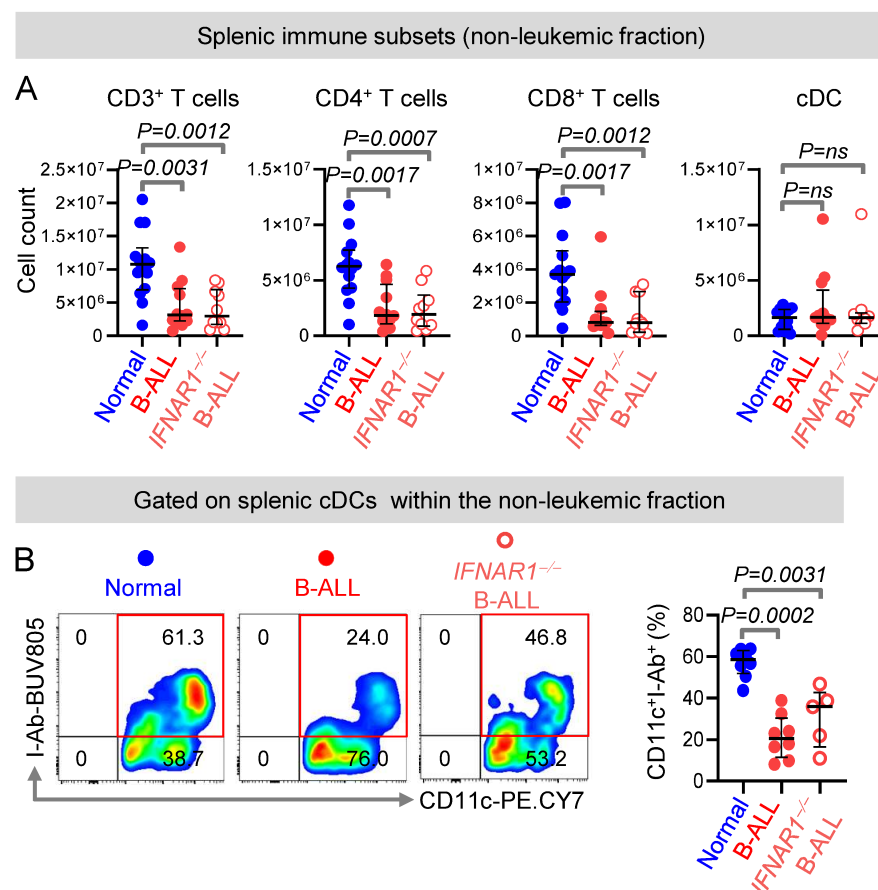 Splenic immune subsets (non-leukemic fraction)
A
CD3⁺ T cells
CD4⁺ T cells
CD8⁺ T cells
cDC
P=0.0012
P=0.0031
P=0.0007
P=0.0017
P=0.0012
P=0.0017
P=ns
P=ns
Cell count
2.5×10⁷
2×10⁷
1.5×10⁷
1×10⁷
5×10⁶
0
1.5×10⁷
1×10⁷
5×10⁶
0
1×10⁷
8×10⁶
6×10⁶
4×10⁶
2×10⁶
0
1.5×10⁷
1×10⁷
5×10⁶
0
Normal
B-ALL
IFNAR1⁻/⁻
B-ALL
Normal
B-ALL
IFNAR1⁻/⁻
B-ALL
Normal
B-ALL
IFNAR1⁻/⁻
B-ALL
Normal
B-ALL
IFNAR1⁻/⁻
B-ALL
Gated on splenic cDCs within the non-leukemic fraction
B
Normal
B-ALL
IFNAR1⁻/⁻
B-ALL
I-Ab-BUV805
0
61.3
0
38.7
0
24.0
0
76.0
0
46.8
0
53.2
CD11c-PE.CY7
P=0.0031
P=0.0002
CD11c⁺I-Ab⁺ (%)
80
60
40
20
0
Normal
B-ALL
IFNAR1⁻/⁻
B-ALL